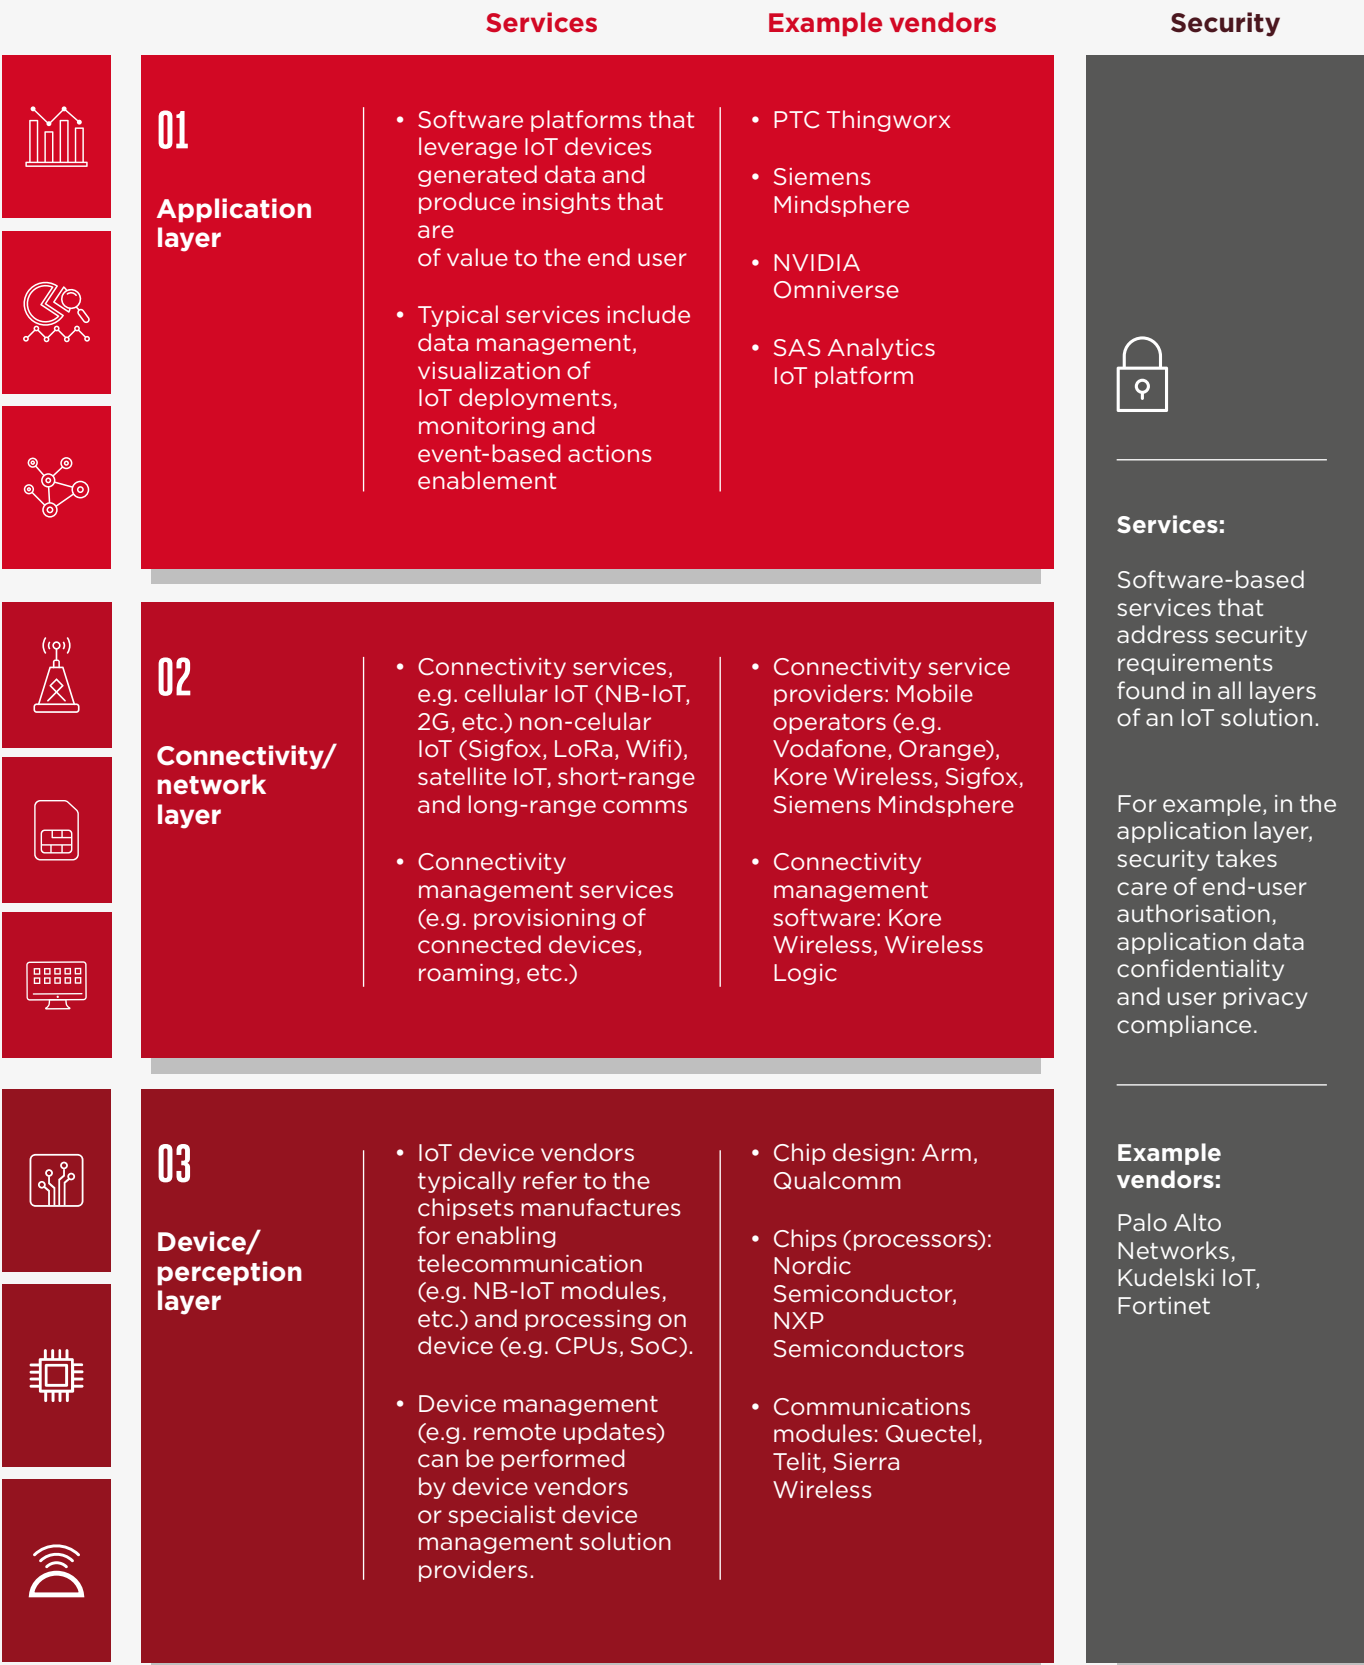 Services
Example vendors
Security
01
Application
layer
• Software platforms that
leverage IoT devices
generated data and
produce insights that
are
of value to the end user
• Typical services include
data management,
visualization of
IoT deployments,
monitoring and
event-based actions
enablement
• PTC Thingworx
• Siemens
Mindsphere
• NVIDIA
Omniverse
• SAS Analytics
IoT platform
02
Connectivity/
network
layer
• Connectivity services,
e.g. cellular IoT (NB-IoT,
2G, etc.) non-celular
IoT (Sigfox, LoRa, Wifi),
satellite IoT, short-range
and long-range comms
• Connectivity
management services
(e.g. provisioning of
connected devices,
roaming, etc.)
• Connectivity service
providers: Mobile
operators (e.g.
Vodafone, Orange),
Kore Wireless, Sigfox,
Siemens Mindsphere
• Connectivity
management
software: Kore
Wireless, Wireless
Logic
03
Device/
perception
layer
• IoT device vendors
typically refer to the
chipsets manufactures
for enabling
telecommunication
(e.g. NB-IoT modules,
etc.) and processing on
device (e.g. CPUs, SoC).
• Device management
(e.g. remote updates)
can be performed
by device vendors
or specialist device
management solution
providers.
• Chip design: Arm,
Qualcomm
• Chips (processors):
Nordic
Semiconductor,
NXP
Semiconductors
• Communications
modules: Quectel,
Telit, Sierra
Wireless
Services:
Software-based
services that
address security
requirements
found in all layers
of an IoT solution.
For example, in the
application layer,
security takes
care of end-user
authorisation,
application data
confidentiality
and user privacy
compliance.
Example
vendors:
Palo Alto
Networks,
Kudelski IoT,
Fortinet